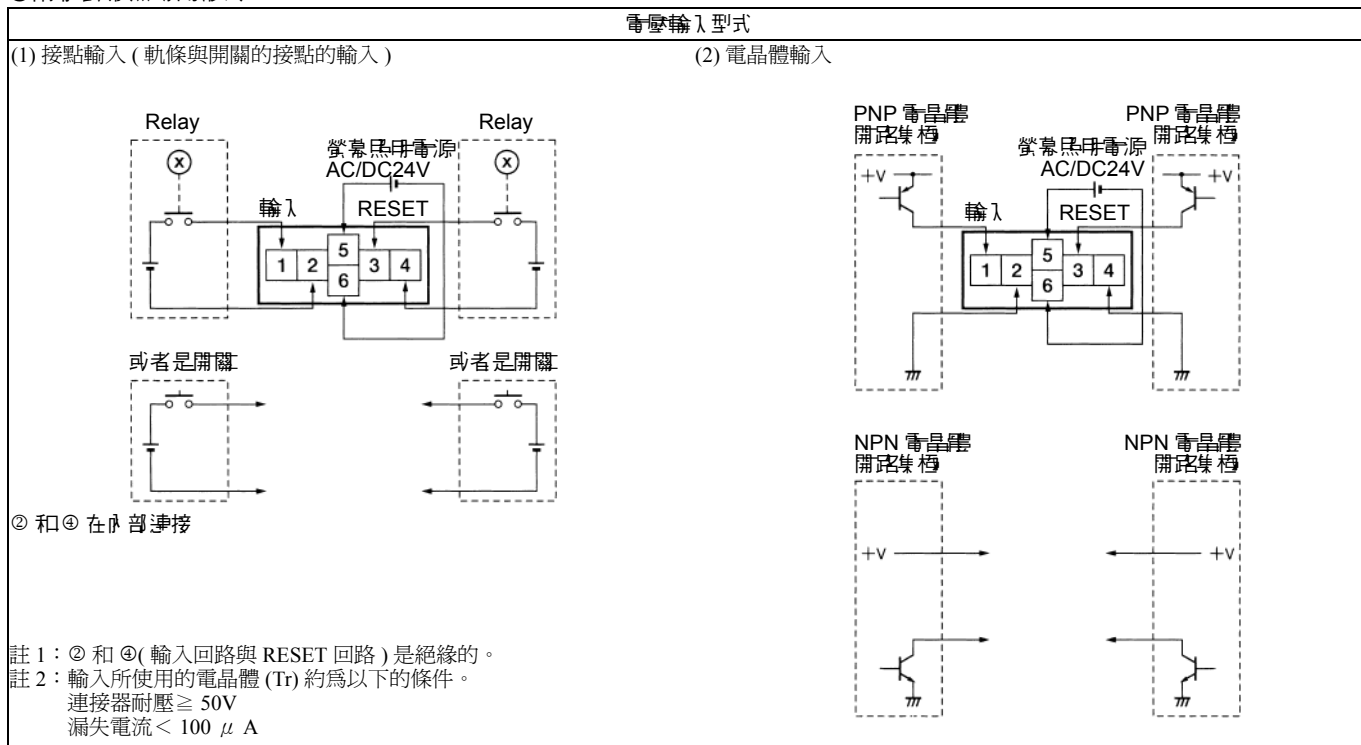 電壓輸入型式
(1) 接點輸入 ( 軌條與開關的接點的輸入 )
Relay
Relay
螢幕照明用電源
AC/DC24V
輸入
RESET
1 2 5 6 3 4
或者是開關
或者是開關
② 和④ 在內部連接
註 1：② 和 ④( 輸入回路與 RESET 回路 ) 是絕緣的。
註 2：輸入所使用的電晶體 (Tr) 約為以下的條件。
連接器耐壓≧ 50V
漏失電流＜ 100 μ A
(2) 電晶體輸入
PNP 電晶體
開路集極
PNP 電晶體
開路集極
螢幕照明用電源
AC/DC24V
+V
+V
輸入
RESET
1 2 5 6 3 4
NPN 電晶體
開路集極
NPN 電晶體
開路集極
+V
+V